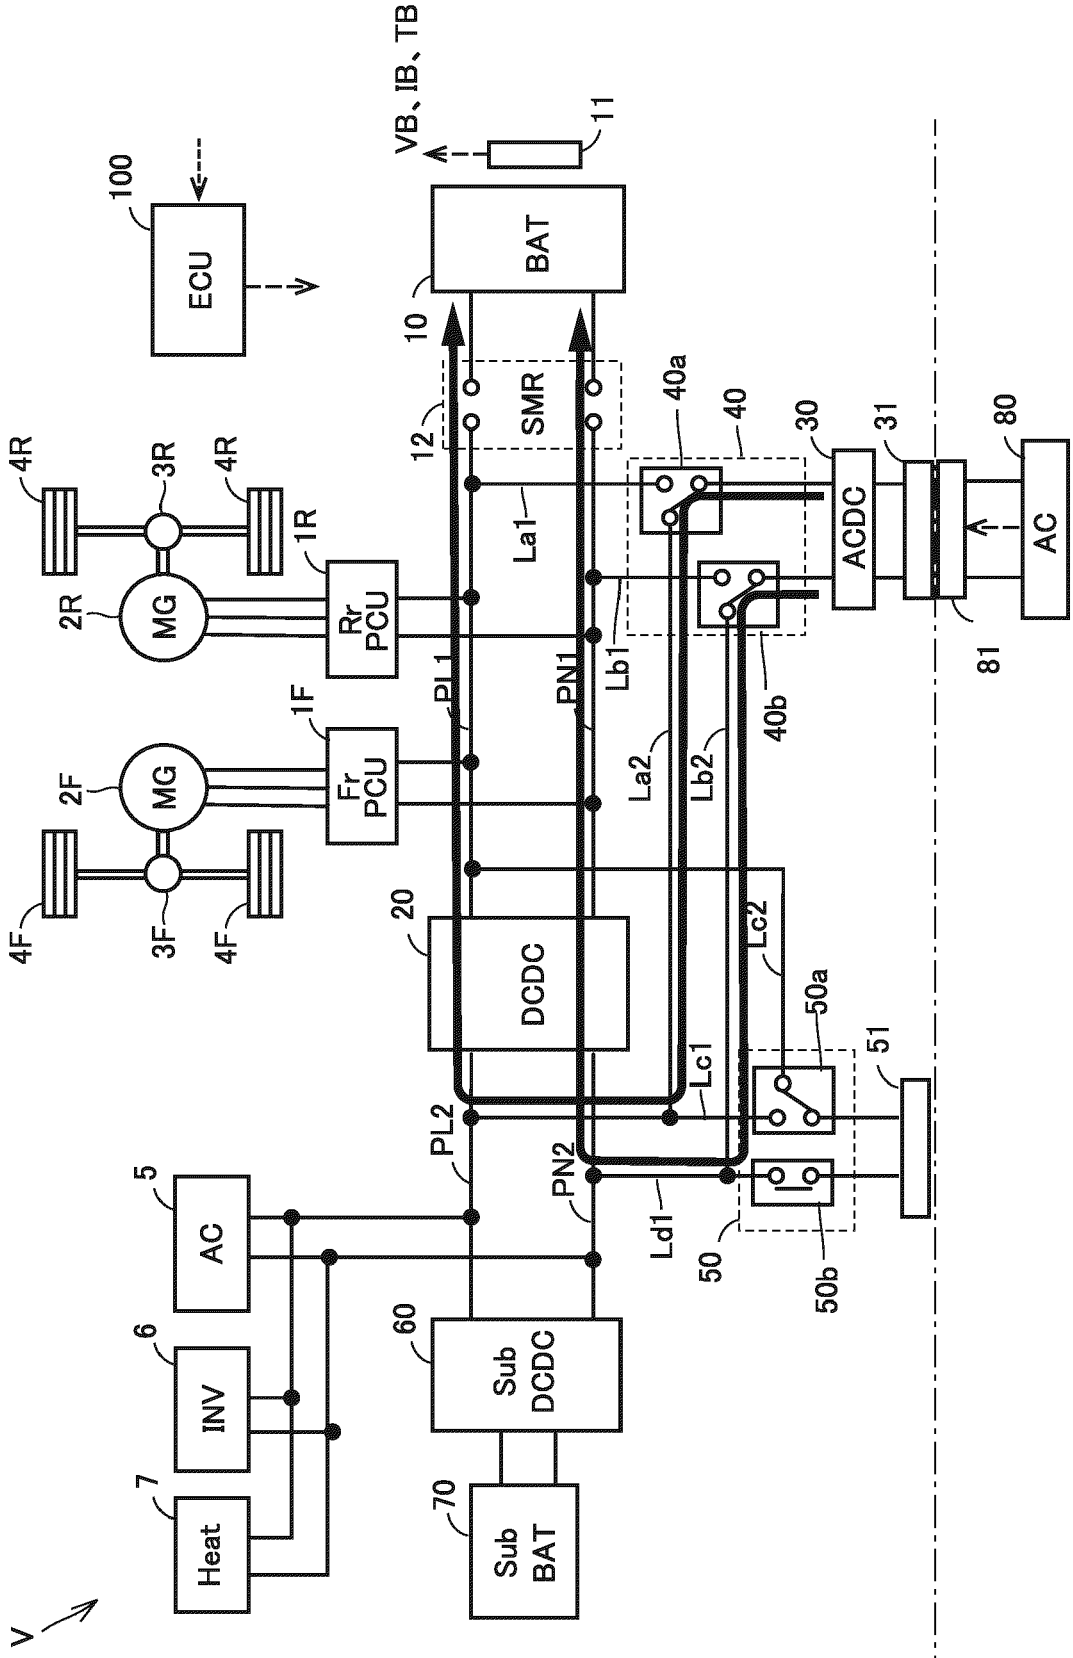 V
4F
3F
4F
2F
MG
4R
3R
4R
2R
MG
100
ECU
VB、IB、TB
11
7
Heat
6
INV
5
AC
1F
Fr
PCU
1R
Rr
PCU
70
Sub
BAT
60
Sub
DCDC
PL2
PN2
20
DCDC
PL1
PN1
12
SMR
10
BAT
La1
Lb1
La2
Lb2
Lc1
Lc2
Ld1
40a
40
40b
50
50a
50b
51
30
ACDC
31
81
80
AC